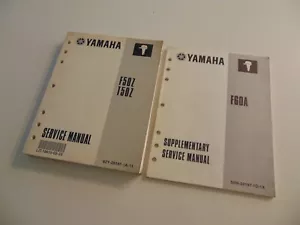 YAMAHA
F50Z
T50Z
SERVICE MANUAL
YAMAHA
F60A
SUPPLEMENTARY
SERVICE MANUAL